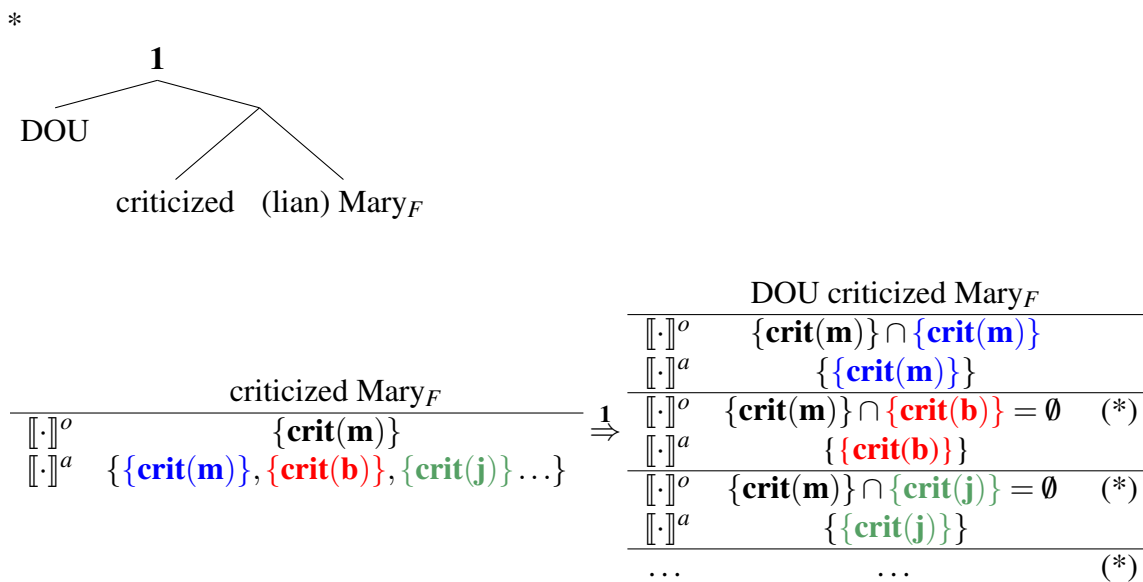 *
1
DOU
criticized (lian) Mary_F
DOU criticized Mary_F
⟦·⟧^o {crit(m)} ∩ {crit(m)}
⟦·⟧^a {{crit(m)}}
criticized Mary_F
⟦·⟧^o {crit(m)}
⟦·⟧^a {{crit(m)}, {crit(b)}, {crit(j)} …}
1
⇒
⟦·⟧^o {crit(m)} ∩ {crit(b)} = ∅ (*)
⟦·⟧^a {{crit(b)}}
⟦·⟧^o {crit(m)} ∩ {crit(j)} = ∅ (*)
⟦·⟧^a {{crit(j)}}
… … (*)